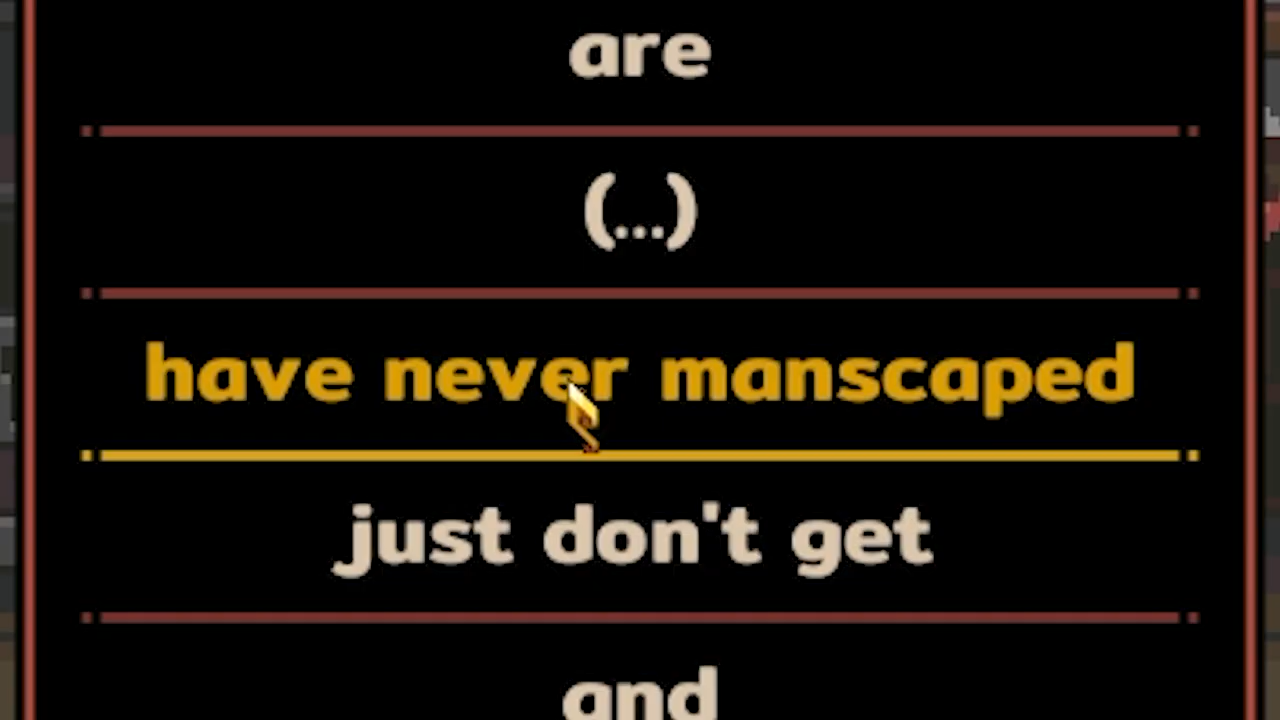 are
(...)
have never manscaped
just don't get
and